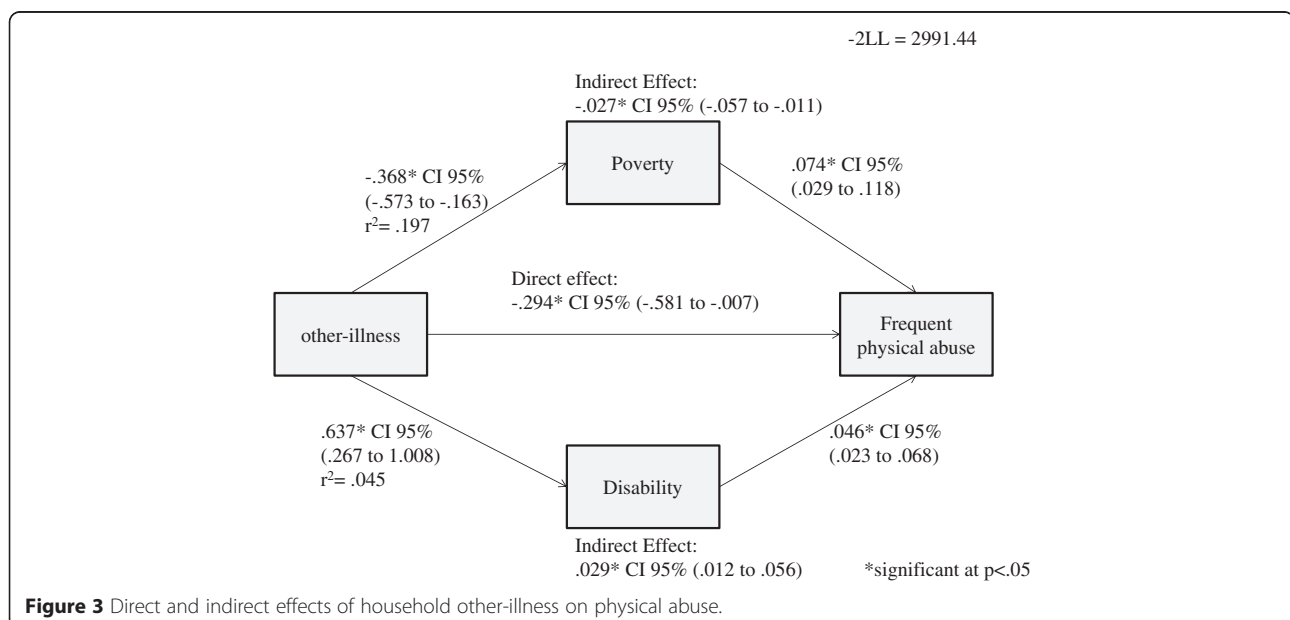 -2LL = 2991.44
Indirect Effect:
-.027* CI 95% (-.057 to -.011)
Poverty
-.368* CI 95%
(-.573 to -.163)
r²= .197
.074* CI 95%
(.029 to .118)
Direct effect:
-.294* CI 95% (-.581 to -.007)
other-illness
Frequent
physical abuse
.637* CI 95%
(.267 to 1.008)
r²= .045
.046* CI 95%
(.023 to .068)
Disability
Indirect Effect:
.029* CI 95% (.012 to .056)
*significant at p<.05
Figure 3 Direct and indirect effects of household other-illness on physical abuse.